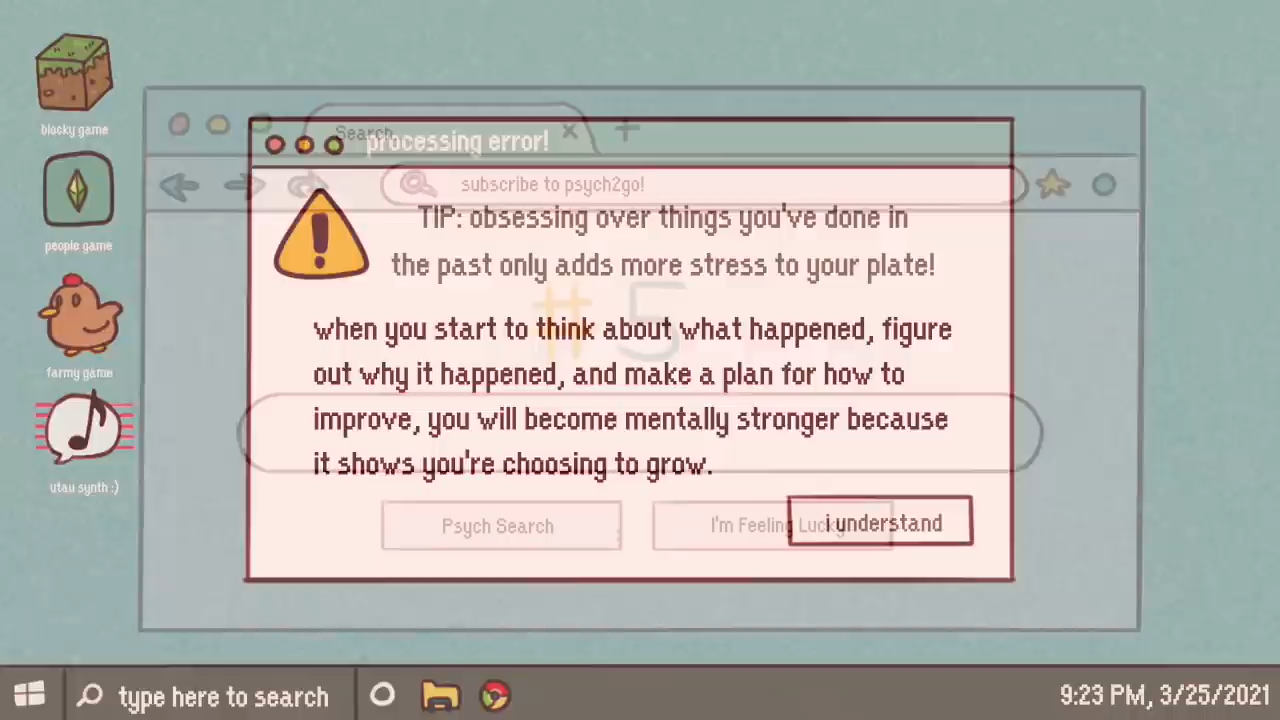 blocky game
people game
farmy game
utau synth :)
Search
processing error!
subscribe to psych2go!
TIP: obsessing over things you've done in
the past only adds more stress to your plate!
#5
when you start to think about what happened, figure
out why it happened, and make a plan for how to
improve, you will become mentally stronger because
it shows you're choosing to grow.
Psych Search
I'm Feeling Lucky
i understand
type here to search
9:23 PM, 3/25/2021